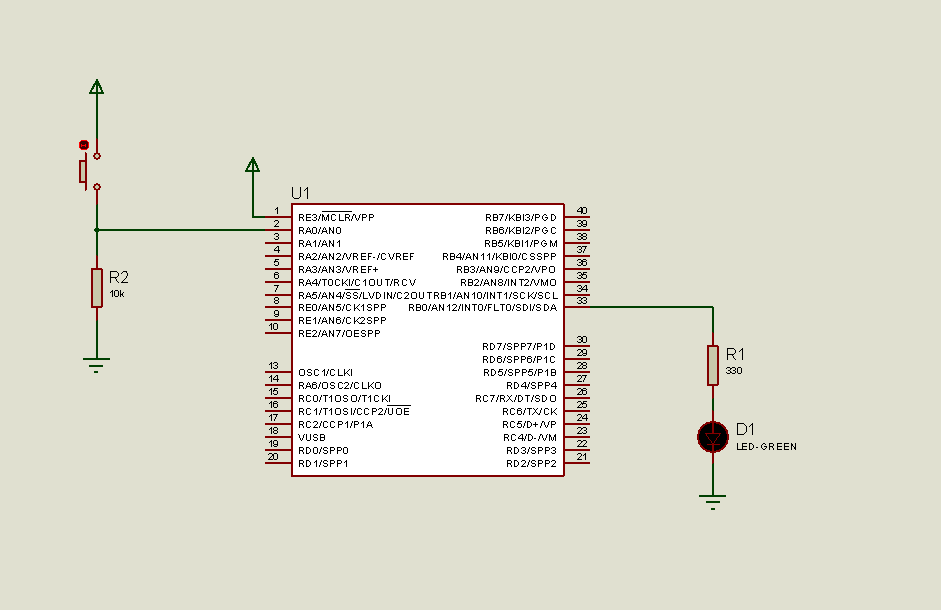 U1
1
RE3/MCLR/VPP
2
RA0/AN0
3
RA1/AN1
4
RA2/AN2/VREF-/CVREF
5
RA3/AN3/VREF+
6
RA4/T0CKI/C1OUT/RCV
7
RA5/AN4/SS/LVDIN/C2OUT
8
RE0/AN5/CK1SPP
9
RE1/AN6/CK2SPP
10
RE2/AN7/OESPP
13
OSC1/CLKI
14
RA6/OSC2/CLKO
15
RC0/T1OSO/T1CKI
16
RC1/T1OSI/CCP2/UOE
17
RC2/CCP1/P1A
18
VUSB
19
RD0/SPP0
20
RD1/SPP1
40
RB7/KBI3/PGD
39
RB6/KBI2/PGC
38
RB5/KBI1/PGM
37
RB4/AN11/KBI0/CSSPP
36
RB3/AN9/CCP2/VPO
35
RB2/AN8/INT2/VMO
34
RB1/AN10/INT1/SCK/SCL
33
RB0/AN12/INT0/FLT0/SDI/SDA
30
RD7/SPP7/P1D
29
RD6/SPP6/P1C
28
RD5/SPP5/P1B
27
RD4/SPP4
26
RC7/RX/DT/SDO
25
RC6/TX/CK
24
RC5/D+/VP
23
RC4/D-/VM
22
RD3/SPP3
21
RD2/SPP2
R2
10k
R1
330
D1
LED-GREEN